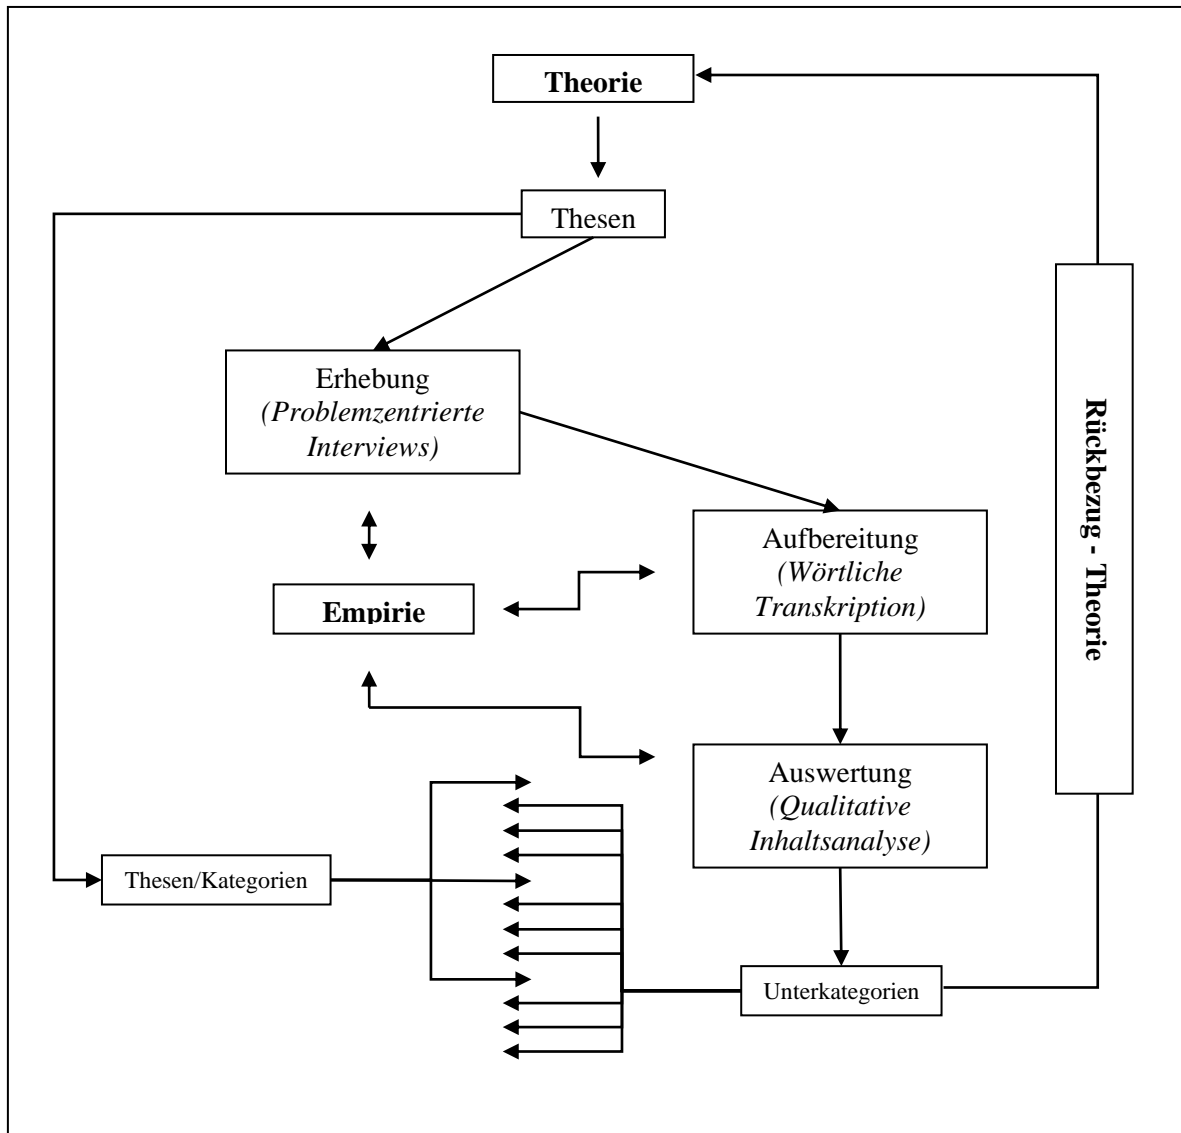 Theorie
Thesen
Erhebung
(Problemzentrierte
Interviews)
Rückbezug - Theorie
Aufbereitung
(Wörtliche
Transkription)
Empirie
Auswertung
(Qualitative
Inhaltsanalyse)
Thesen/Kategorien
Unterkategorien